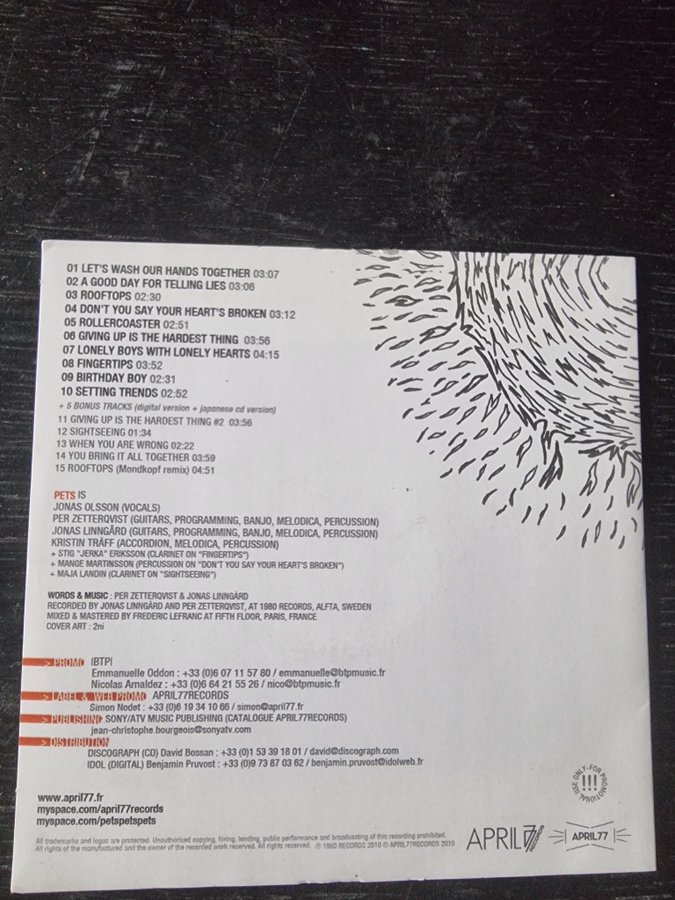 01 LET'S WASH OUR HANDS TOGETHER 03:07
02 A GOOD DAY FOR TELLING LIES 03:06
03 ROOFTOPS 02:30
04 DON'T YOU SAY YOUR HEART'S BROKEN 03:12
05 ROLLERCOASTER 02:51
06 GIVING UP IS THE HARDEST THING 03:56
07 LONELY BOYS WITH LONELY HEARTS 04:15
08 FINGERTIPS 03:52
09 BIRTHDAY BOY 02:31
10 SETTING TRENDS 02:52
+ 5 BONUS TRACKS (digital version + japanese cd version)
11 GIVING UP IS THE HARDEST THING #2 03:56
12 SIGHTSEEING 01:34
13 WHEN YOU ARE WRONG 02:22
14 YOU BRING IT ALL TOGETHER 03:59
15 ROOFTOPS (Mondkopf remix) 04:51
PETS IS
JONAS OLSSON (VOCALS)
PER ZETTERQVIST (GUITARS, PROGRAMMING, BANJO, MELODICA, PERCUSSION)
JONAS LINNGÅRD (GUITARS, PROGRAMMING, BANJO, MELODICA, PERCUSSION)
KRISTIN TRÄFF (ACCORDION, MELODICA, PERCUSSION)
+ STIG "JERKA" ERIKSSON (CLARINET ON "FINGERTIPS")
+ MANGE MARTINSSON (PERCUSSION ON "DON'T YOU SAY YOUR HEART'S BROKEN")
+ MAJA LANDIN (CLARINET ON "SIGHTSEEING")
WORDS & MUSIC : PER ZETTERQVIST & JONAS LINNGÅRD
RECORDED BY JONAS LINNGÅRD AND PER ZETTERQVIST, AT 1980 RECORDS, ALFTA, SWEDEN
MIXED & MASTERED BY FREDERIC LEFRANC AT FIFTH FLOOR, PARIS, FRANCE
COVER ART : 2ni
> PROMO !BTP!
Emmanuelle Oddon : +33 (0)6 07 11 57 80 / emmanuelle@btpmusic.fr
Nicolas Arnaldez : +33 (0)6 64 21 55 26 / nico@btpmusic.fr
> LABEL & WEB PROMO APRIL77RECORDS
Simon Nodet : +33 (0)6 19 34 10 66 / simon@april77.fr
> PUBLISHING SONY/ATV MUSIC PUBLISHING (CATALOGUE APRIL77RECORDS)
jean-christophe.bourgeois@sonyatv.com
> DISTRIBUTION
DISCOGRAPH (CD) David Bossan : +33 (0)1 53 39 18 01 / david@discograph.com
IDOL (DIGITAL) Benjamin Pruvost : +33 (0)9 73 87 03 62 / benjamin.pruvost@idolweb.fr
www.april77.fr
myspace.com/april77records
myspace.com/petspetspets
FOR PROMOTIONAL USE ONLY
!!!
All trademarks and logos are protected. Unauthorised copying, hiring, lending, public performance and broadcasting of this recording prohibited.
All rights of the manufactured and the owner of the recorded work reserved. All rights reserved. ℗ 1980 RECORDS 2010 © APRIL77RECORDS 2010
APRIL77 RECORDS
APRIL77